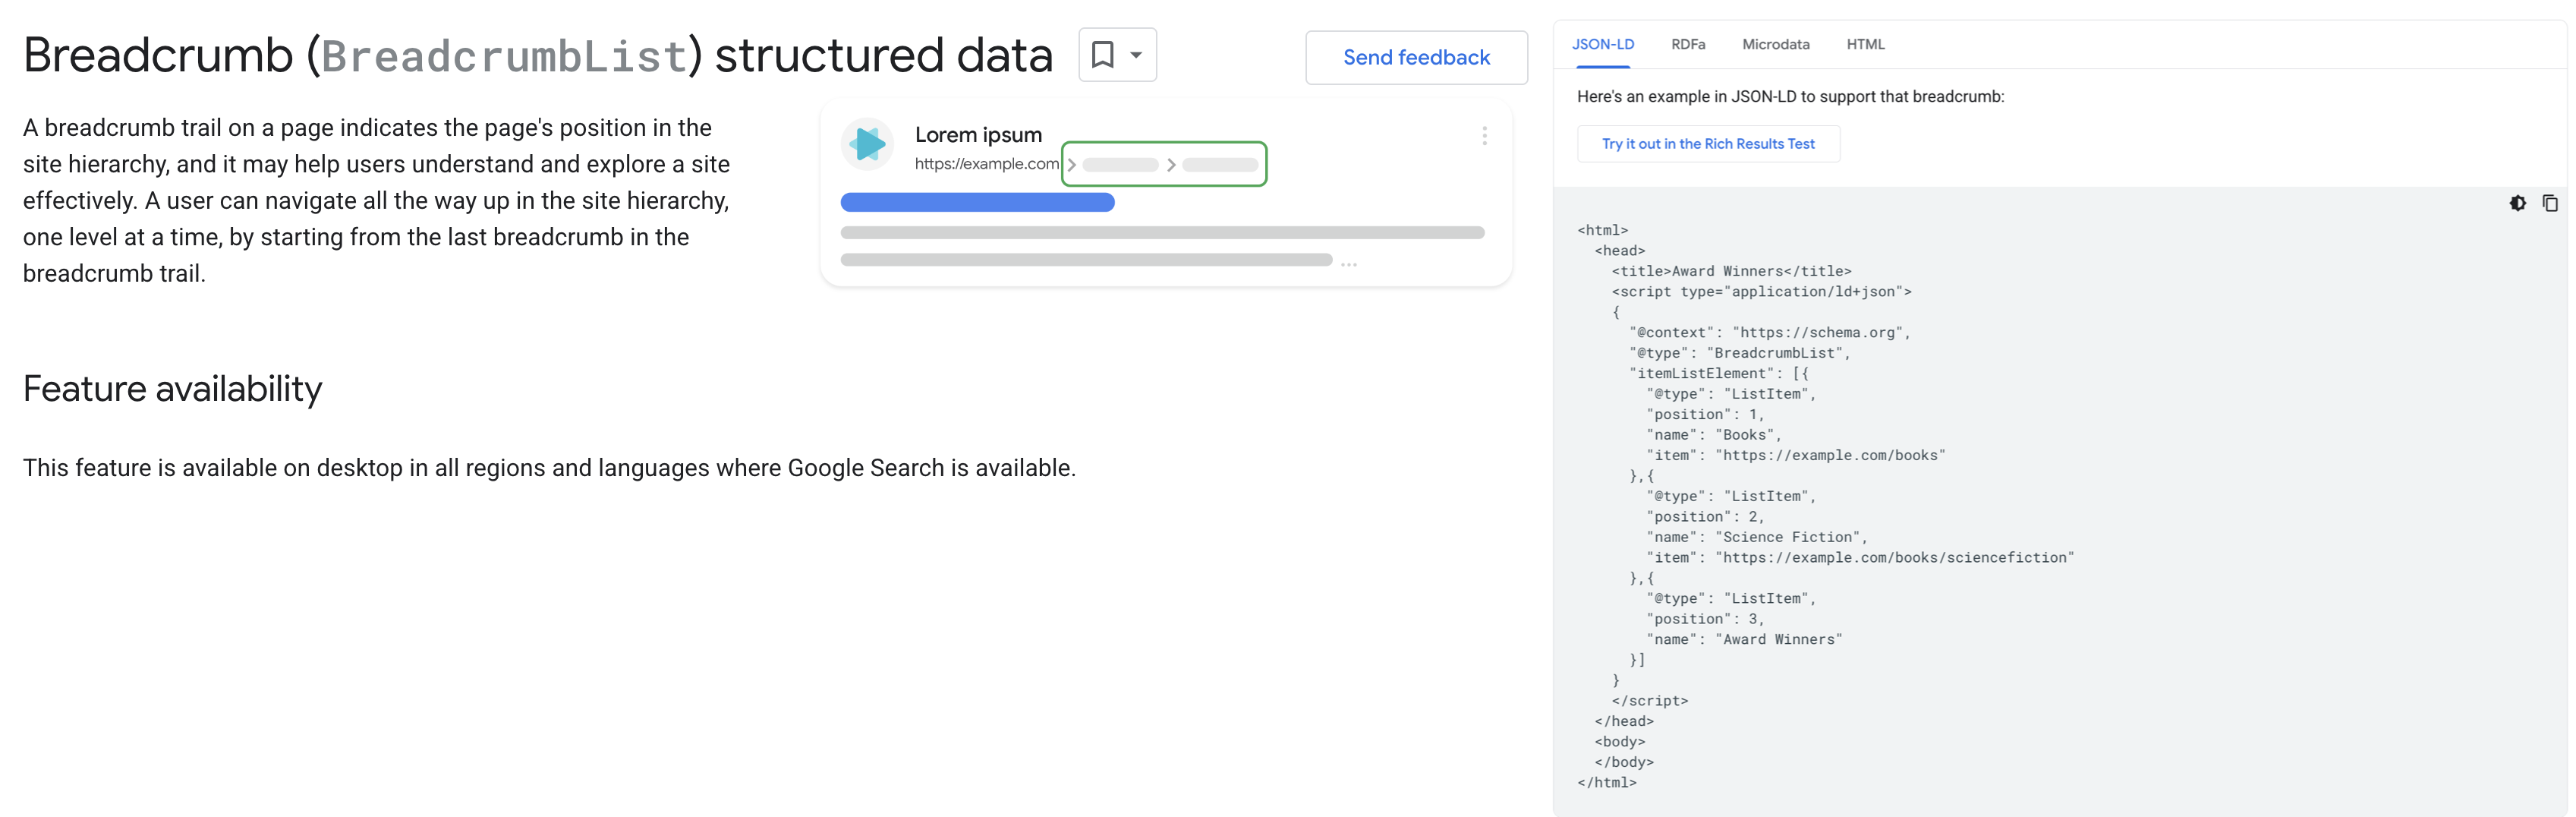 Breadcrumb (BreadcrumbList) structured data
Send feedback
A breadcrumb trail on a page indicates the page's position in the
site hierarchy, and it may help users understand and explore a site
effectively. A user can navigate all the way up in the site hierarchy,
one level at a time, by starting from the last breadcrumb in the
breadcrumb trail.
Lorem ipsum
https://example.com
Feature availability
This feature is available on desktop in all regions and languages where Google Search is available.
JSON-LD RDFa Microdata HTML
Here's an example in JSON-LD to support that breadcrumb:
Try it out in the Rich Results Test
<html>
  <head>
    <title>Award Winners</title>
    <script type="application/ld+json">
    {
      "@context": "https://schema.org",
      "@type": "BreadcrumbList",
      "itemListElement": [{
        "@type": "ListItem",
        "position": 1,
        "name": "Books",
        "item": "https://example.com/books"
      },{
        "@type": "ListItem",
        "position": 2,
        "name": "Science Fiction",
        "item": "https://example.com/books/sciencefiction"
      },{
        "@type": "ListItem",
        "position": 3,
        "name": "Award Winners"
      }]
    }
    </script>
  </head>
  <body>
  </body>
</html>